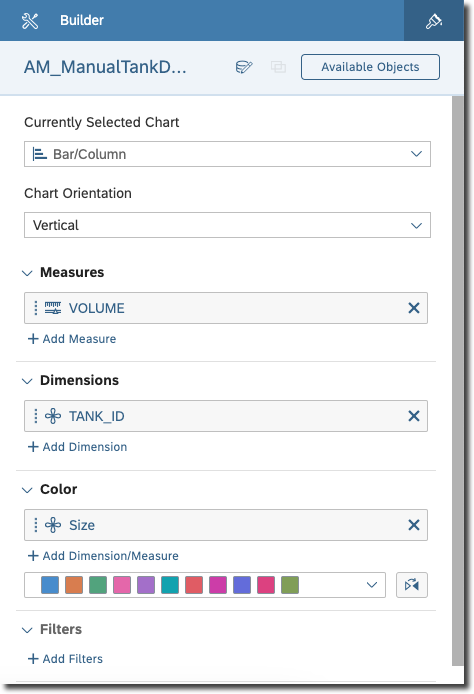 Builder
AM_ManualTankD...
Available Objects
Currently Selected Chart
Bar/Column
Chart Orientation
Vertical
Measures
VOLUME
+ Add Measure
Dimensions
TANK_ID
+ Add Dimension
Color
Size
+ Add Dimension/Measure
Filters
+ Add Filters